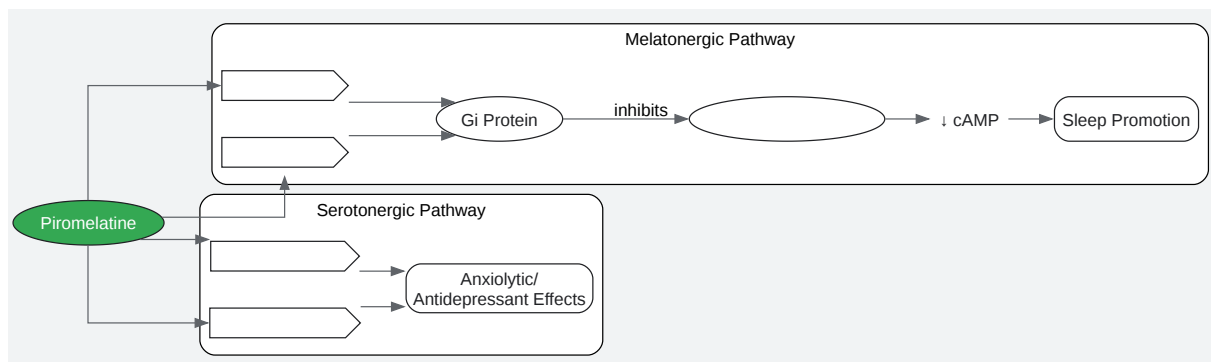 Melatonergic Pathway
Gi Protein
inhibits
↓ cAMP
Sleep Promotion
Piromelatine
Serotonergic Pathway
Anxiolytic/
Antidepressant Effects